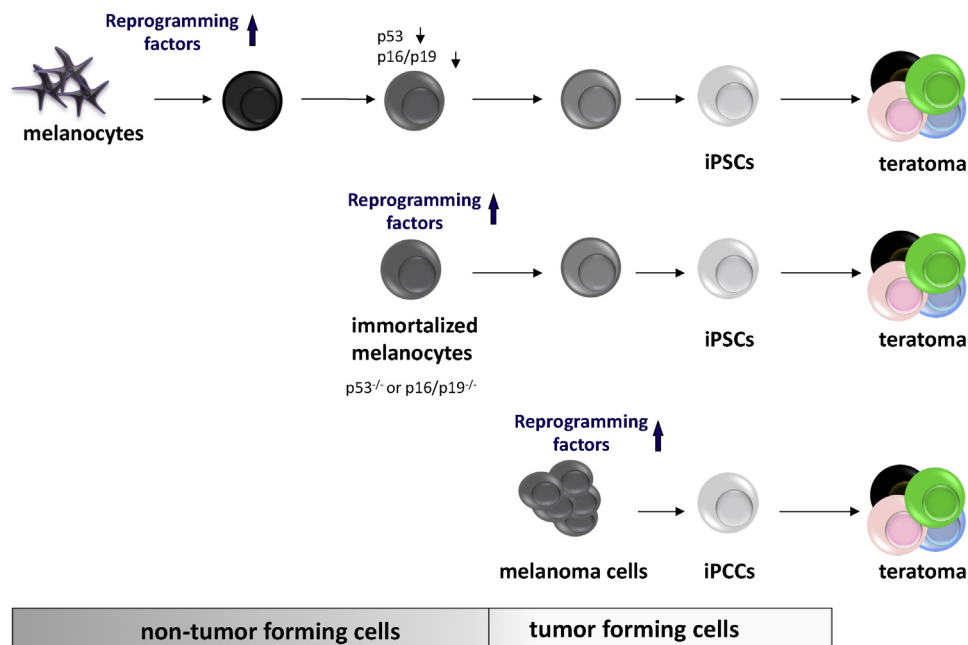 Reprogramming
factors
p53
p16/p19
melanocytes
iPSCs
teratoma
Reprogramming
factors
immortalized
melanocytes
p53-/- or p16/p19-/-
iPSCs
teratoma
Reprogramming
factors
melanoma cells
iPCCs
teratoma
non-tumor forming cells
tumor forming cells